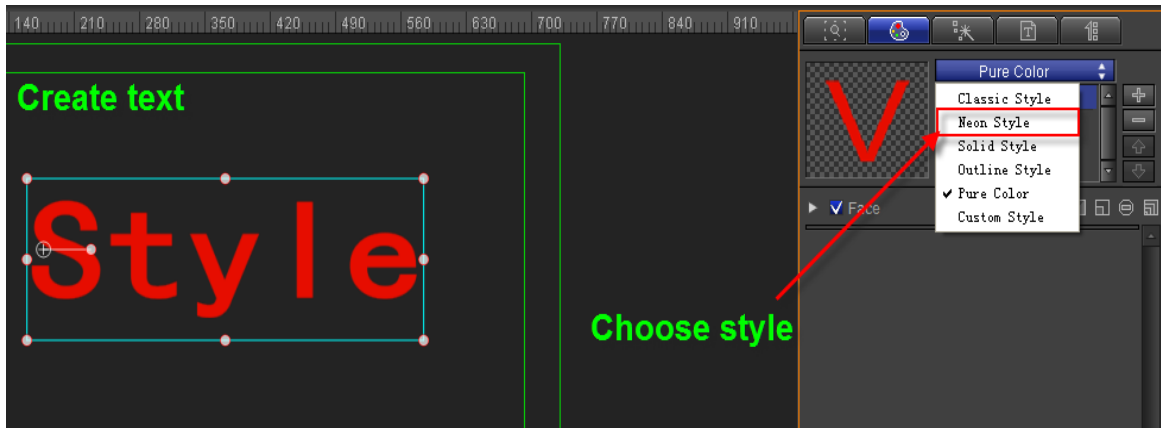 140 210 280 350 420 490 560 630 700 770 840 910
Create text
Style
Choose style
T
Pure Color
V
Classic Style
Neon Style
Solid Style
Outline Style
Pure Color
Custom Style
Face